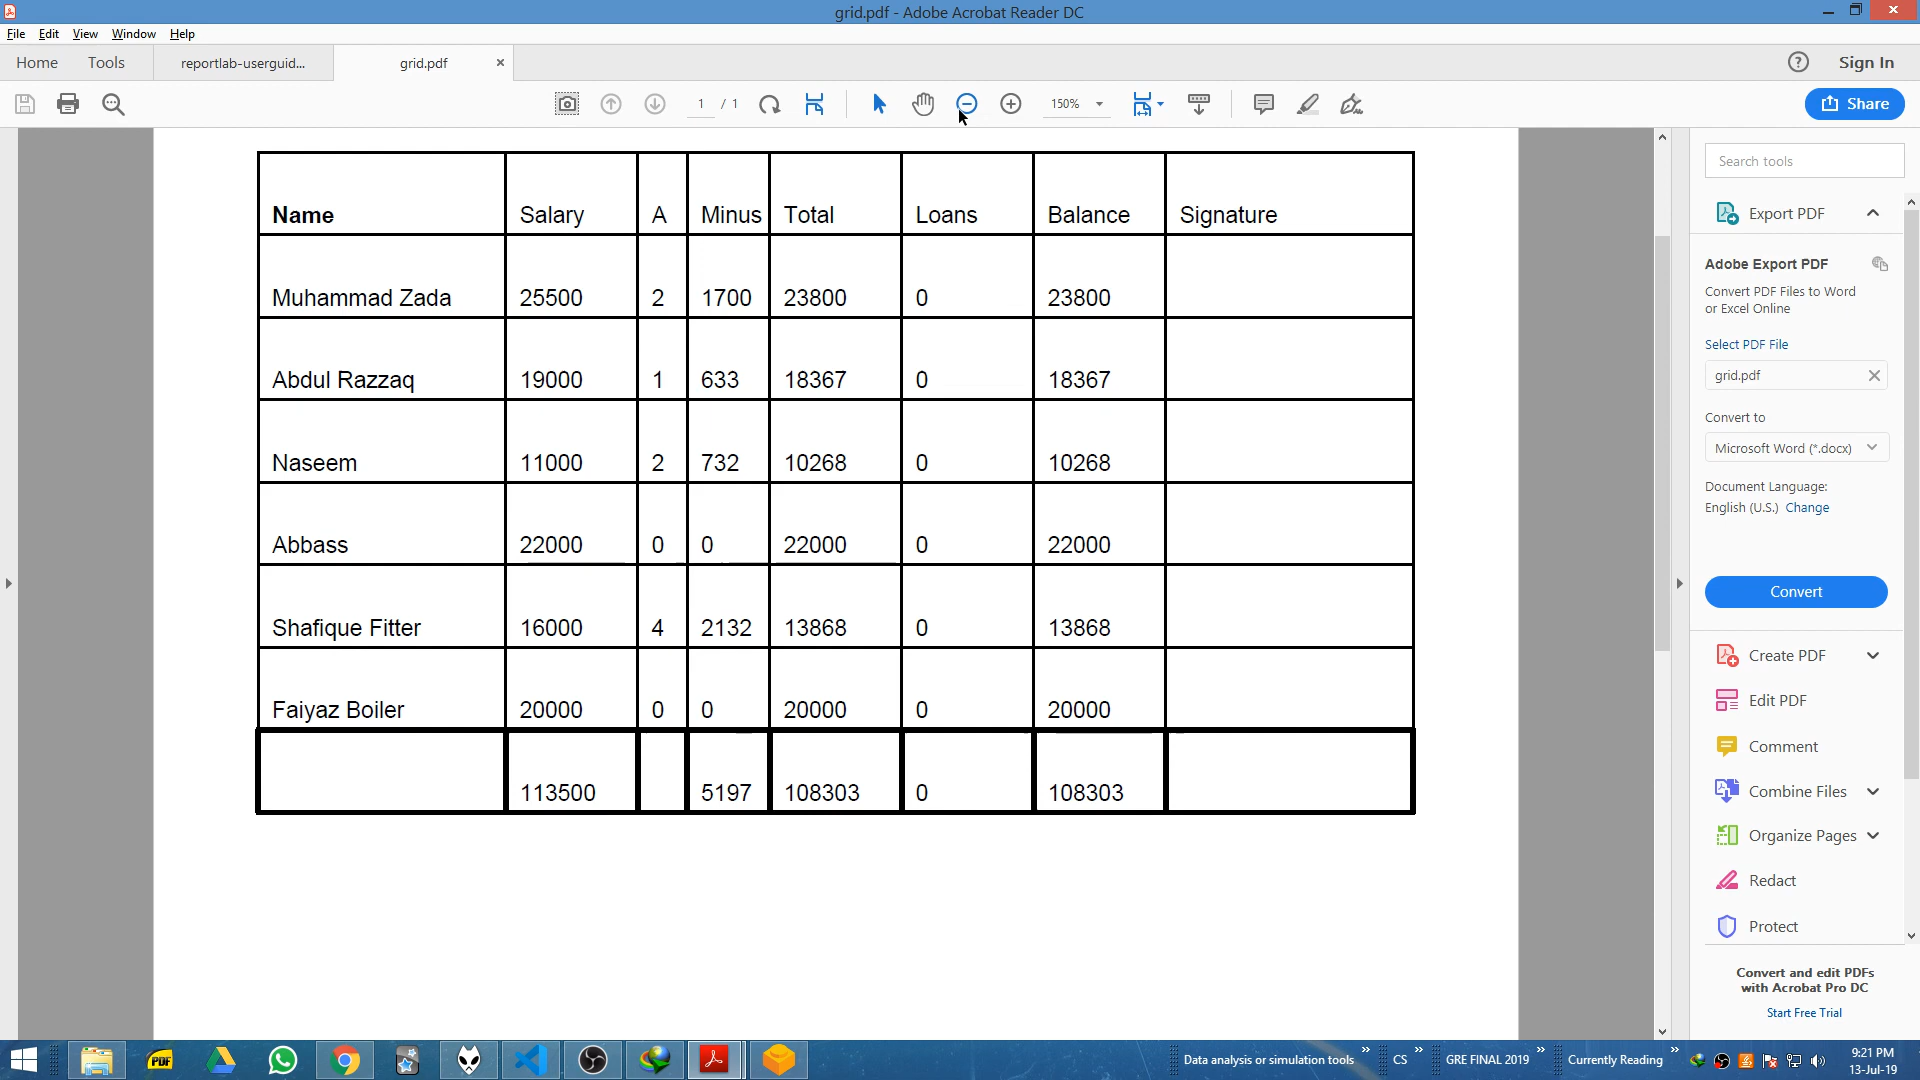 grid.pdf - Adobe Acrobat Reader DC
File Edit View Window Help
Home Tools reportlab-userguid... grid.pdf Sign In
1 / 1 150% Share
Name Salary A Minus Total Loans Balance Signature
Muhammad Zada 25500 2 1700 23800 0 23800
Abdul Razzaq 19000 1 633 18367 0 18367
Naseem 11000 2 732 10268 0 10268
Abbass 22000 0 0 22000 0 22000
Shafique Fitter 16000 4 2132 13868 0 13868
Faiyaz Boiler 20000 0 0 20000 0 20000
113500 5197 108303 0 108303
Search tools
Export PDF
Adobe Export PDF
Convert PDF Files to Word
or Excel Online
Select PDF File
grid.pdf
Convert to
Microsoft Word (*.docx)
Document Language:
English (U.S.) Change
Convert
Create PDF
Edit PDF
Comment
Combine Files
Organize Pages
Redact
Protect
Convert and edit PDFs
with Acrobat Pro DC
Start Free Trial
PDF
Data analysis or simulation tools CS GRE FINAL 2019 Currently Reading
9:21 PM
13-Jul-19